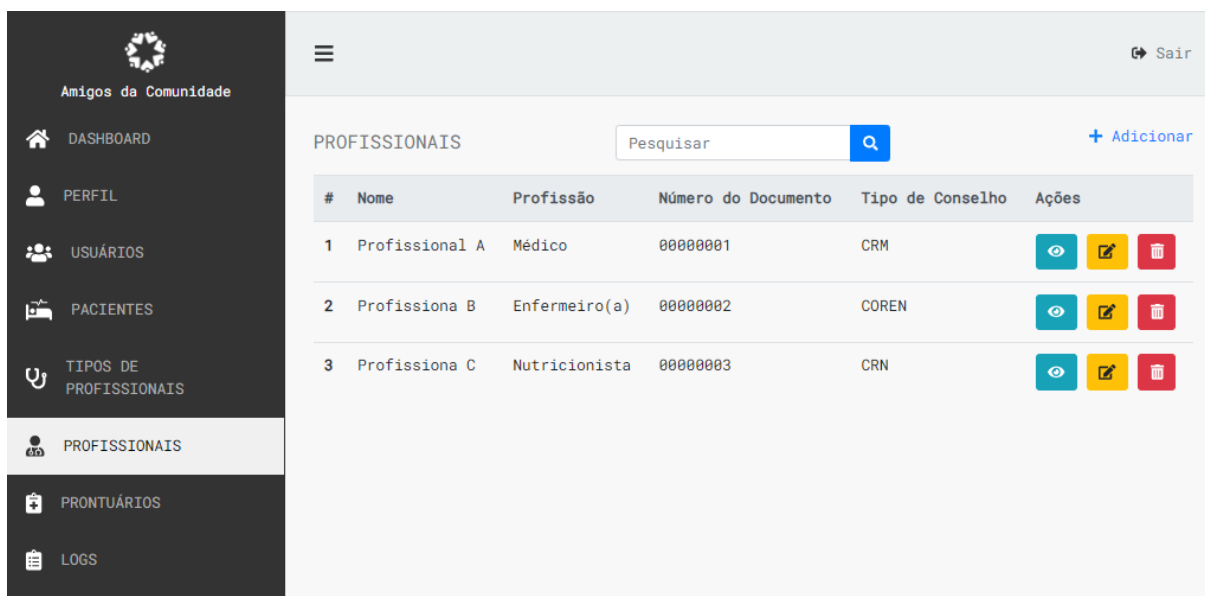 Amigos da Comunidade
DASHBOARD
PERFIL
USUÁRIOS
PACIENTES
TIPOS DE
PROFISSIONAIS
PROFISSIONAIS
PRONTUÁRIOS
LOGS
Sair
PROFISSIONAIS Pesquisar + Adicionar
# Nome Profissão Número do Documento Tipo de Conselho Ações
1 Profissional A Médico 00000001 CRM
2 Profissiona B Enfermeiro(a) 00000002 COREN
3 Profissiona C Nutricionista 00000003 CRN